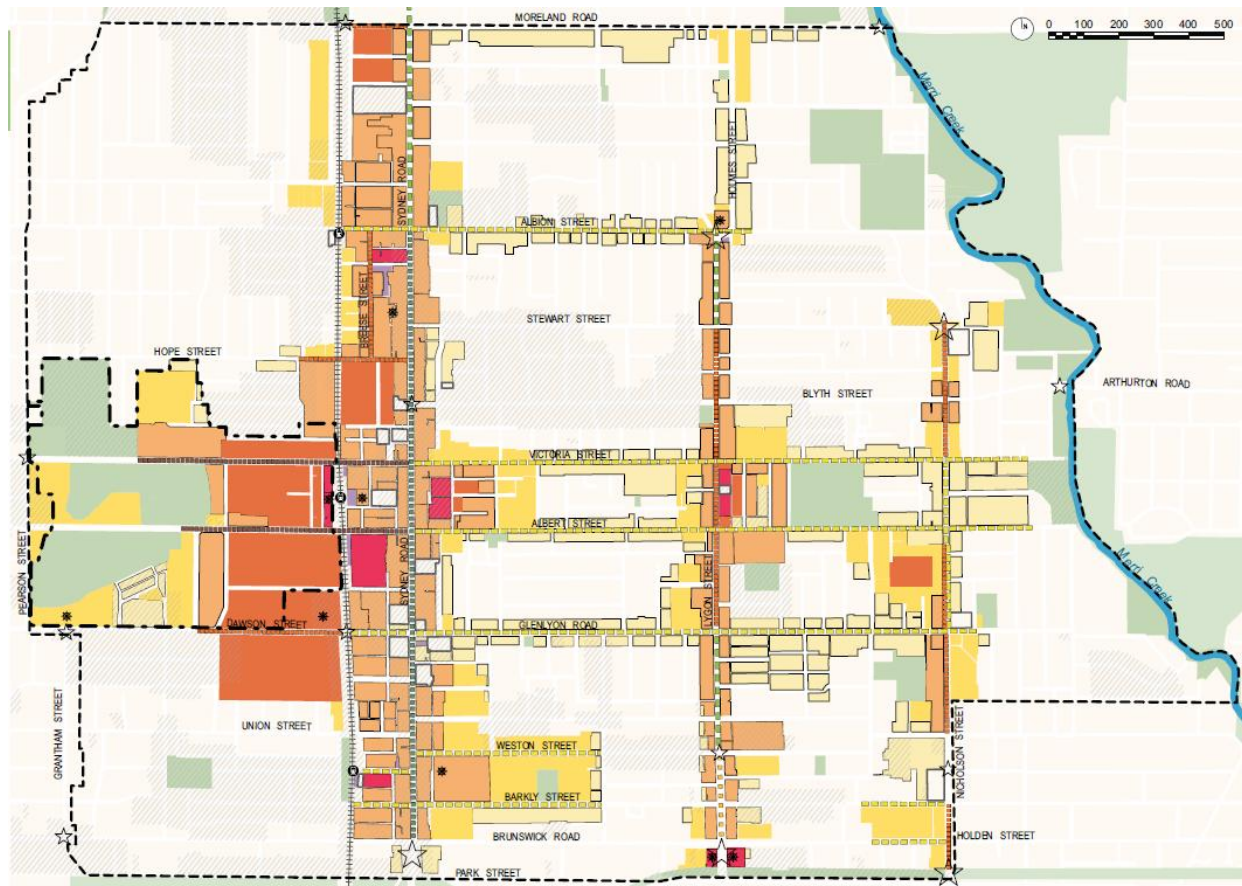 MORELAND ROAD
N
0 100 200 300 400 500
Merri Creek
HOLMES STREET
SYDNEY ROAD
ALBION STREET
BREESE STREET
STEWART STREET
HOPE STREET
BLYTH STREET
ARTHURTON ROAD
VICTORIA STREET
ALBERT STREET
PEARSON STREET
SYDNEY ROAD
LYGON STREET
Merri Creek
DAWSON STREET
GLENLYON ROAD
GRANTHAM STREET
UNION STREET
WESTON STREET
NICHOLSON STREET
BARKLY STREET
BRUNSWICK ROAD
HOLDEN STREET
PARK STREET